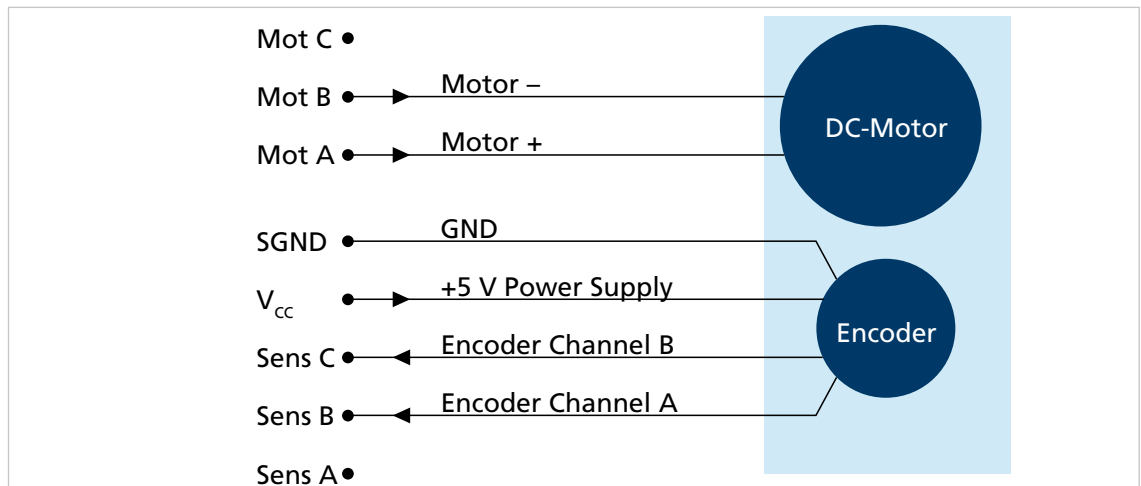 Mot C
Mot B
Motor –
Mot A
Motor +
DC-Motor
SGND
GND
Vcc
+5 V Power Supply
Sens C
Encoder Channel B
Encoder
Sens B
Encoder Channel A
Sens A